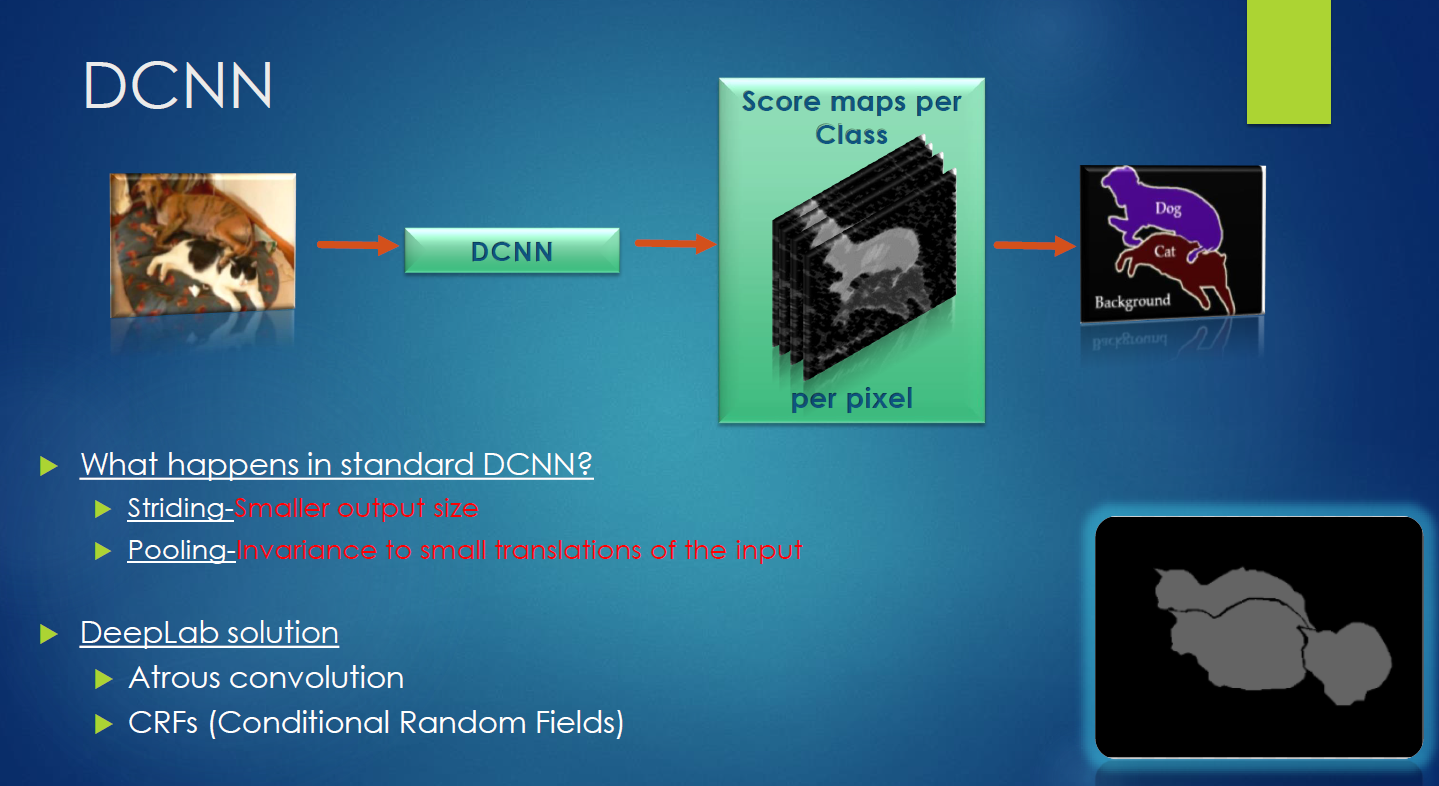 DCNN
Score maps per
Class
DCNN
per pixel
Dog
Cat
Background
What happens in standard DCNN?
Striding-Smaller output size
Pooling-Invariance to small translations of the input
DeepLab solution
Atrous convolution
CRFs (Conditional Random Fields)